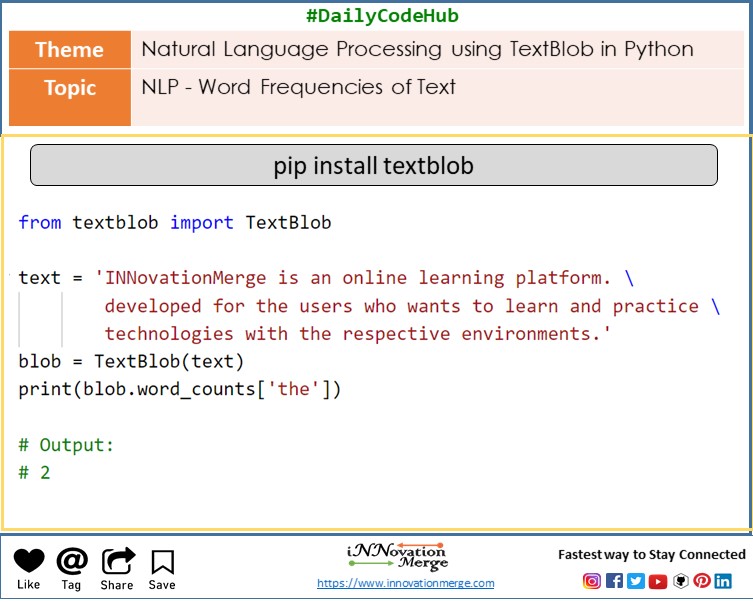 #DailyCodeHub
Theme Natural Language Processing using TextBlob in Python
Topic NLP - Word Frequencies of Text
pip install textblob
from textblob import TextBlob
text = 'INNovationMerge is an online learning platform. \
developed for the users who wants to learn and practice \
technologies with the respective environments.'
blob = TextBlob(text)
print(blob.word_counts['the'])
# Output:
# 2
Like Tag Share Save
iNNovation
Merge
https://www.innovationmerge.com
Fastest way to Stay Connected